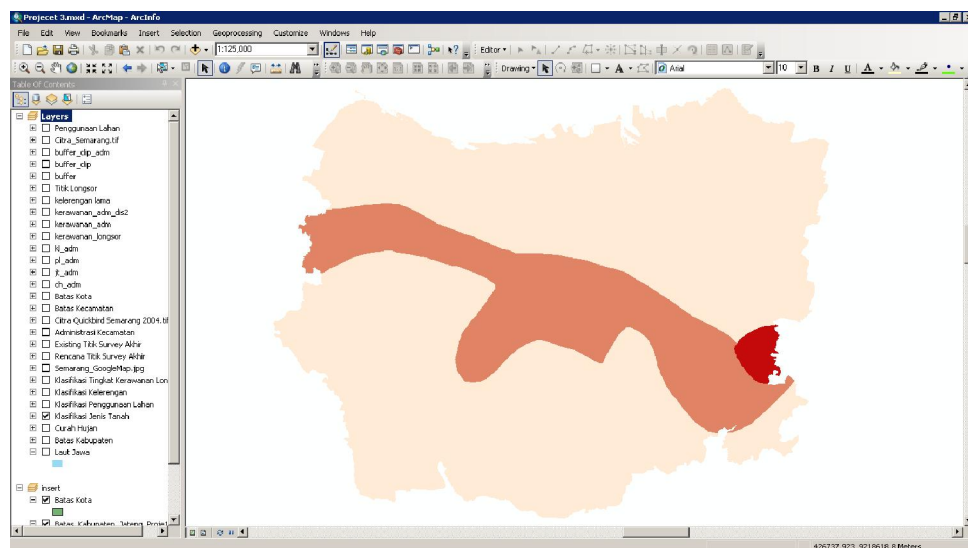 Projecet 3.mxd - ArcMap - ArcInfo
File Edit View Bookmarks Insert Selection Geoprocessing Customize Windows Help
1:125,000
Editor
Drawing A Arial 10 B I U A
Table Of Contents
Layers
Penggunaan Lahan
Citra_Semarang.tif
buffer_clip_adm
buffer_clip
buffer
Titik Longsor
kelerengan lama
kerawanan_adm_dis2
kerawanan_adm
kerawanan_longsor
kl_adm
pl_adm
jt_adm
ch_adm
Batas Kota
Batas Kecamatan
Citra Quickbird Semarang 2004.tif
Administrasi Kecamatan
Existing Titik Survey Akhir
Rencana Titik Survey Akhir
Semarang_GoogleMap.jpg
Klasifikasi Tingkat Kerawanan Lon
Klasifikasi Kelerengan
Klasifikasi Penggunaan Lahan
Klasifikasi Jenis Tanah
Curah Hujan
Batas Kabupaten
Laut Jawa
insert
Batas Kota
Batas Kabupaten Jateng Proje
426737,923 9218618,8 Meters